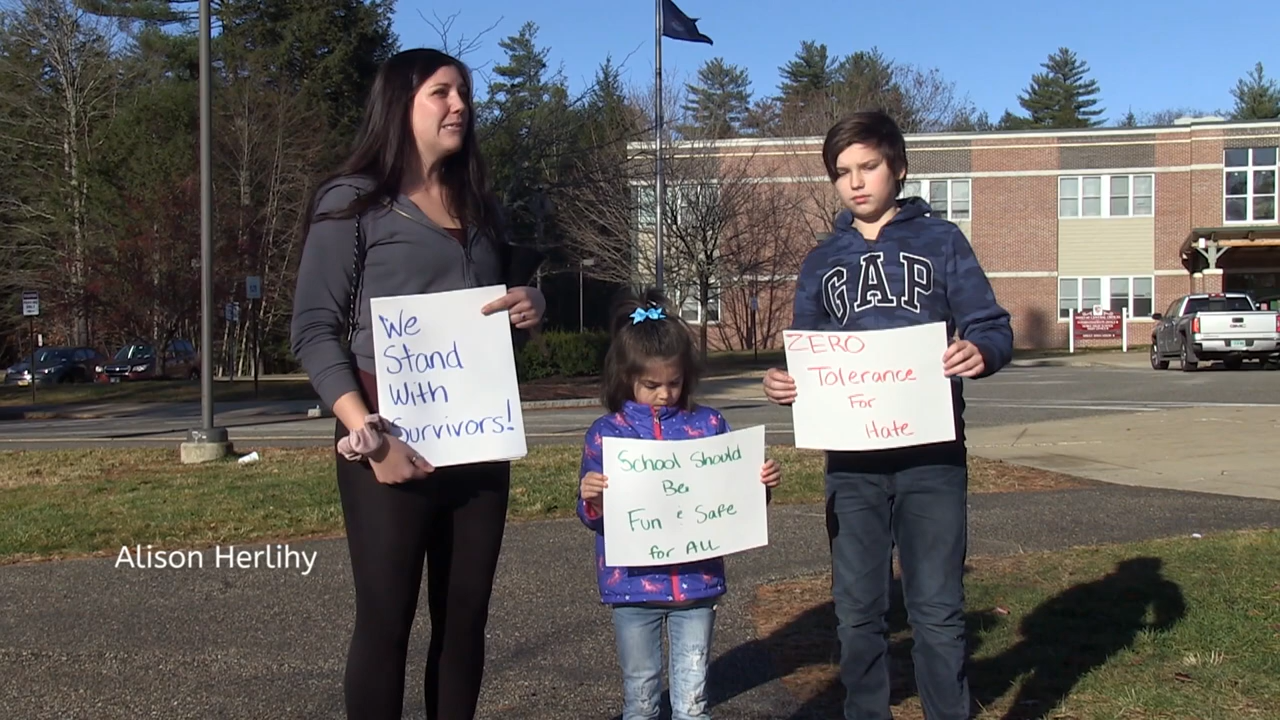 We
Stand
With
Survivors!
School Should
Be
Fun & Safe
for ALL
GAP
ZERO
Tolerance
For
Hate
Alison Herlihy